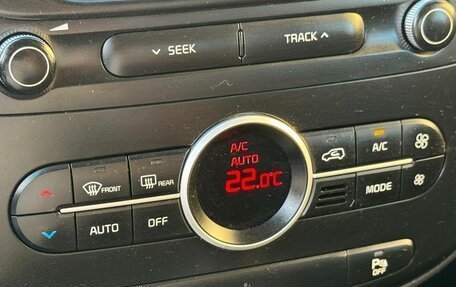 SEEK
TRACK
A/C
AUTO
22.0°C
FRONT
REAR
A/C
AUTO
OFF
MODE
OFF